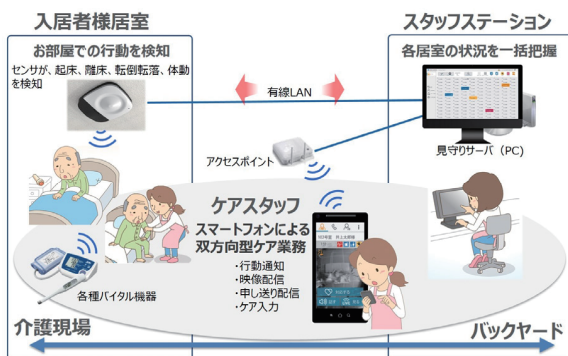 入居者様居室
お部屋での行動を検知
センサが、起床、離床、転倒転落、体動
を検知
有線LAN
スタッフステーション
各居室の状況を一括把握
見守りサーバ（PC）
アクセスポイント
ケアスタッフ
スマートフォンによる
双方向型ケア業務
・行動通知
・映像配信
・申し送り配信
・ケア入力
各種バイタル機器
介護現場
バックヤード